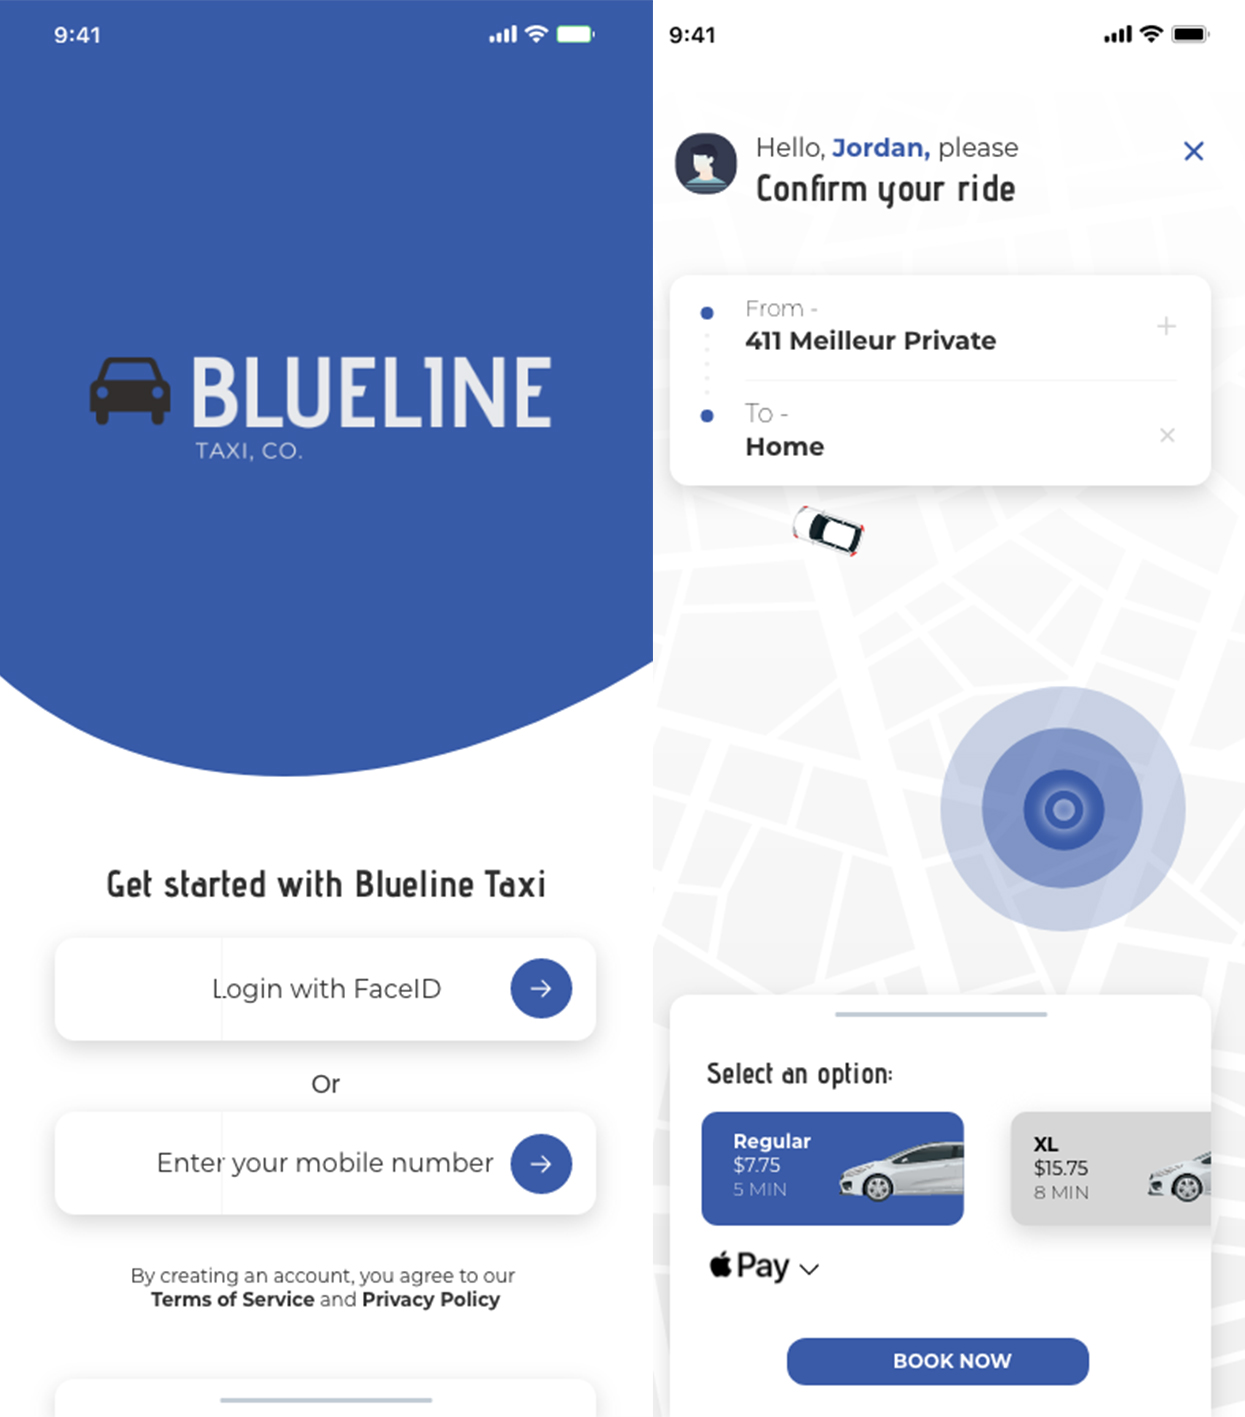 9:41
BLUEL1NE
TAXI, CO.
Get started with Blueline Taxi
Login with FaceID
Or
Enter your mobile number
By creating an account, you agree to our
Terms of Service and Privacy Policy
9:41
Hello, Jordan, please
Confirm your ride
From -
411 Meilleur Private
To -
Home
Select an option:
Regular
$7.75
5 MIN
XL
$15.75
8 MIN
Pay
BOOK NOW